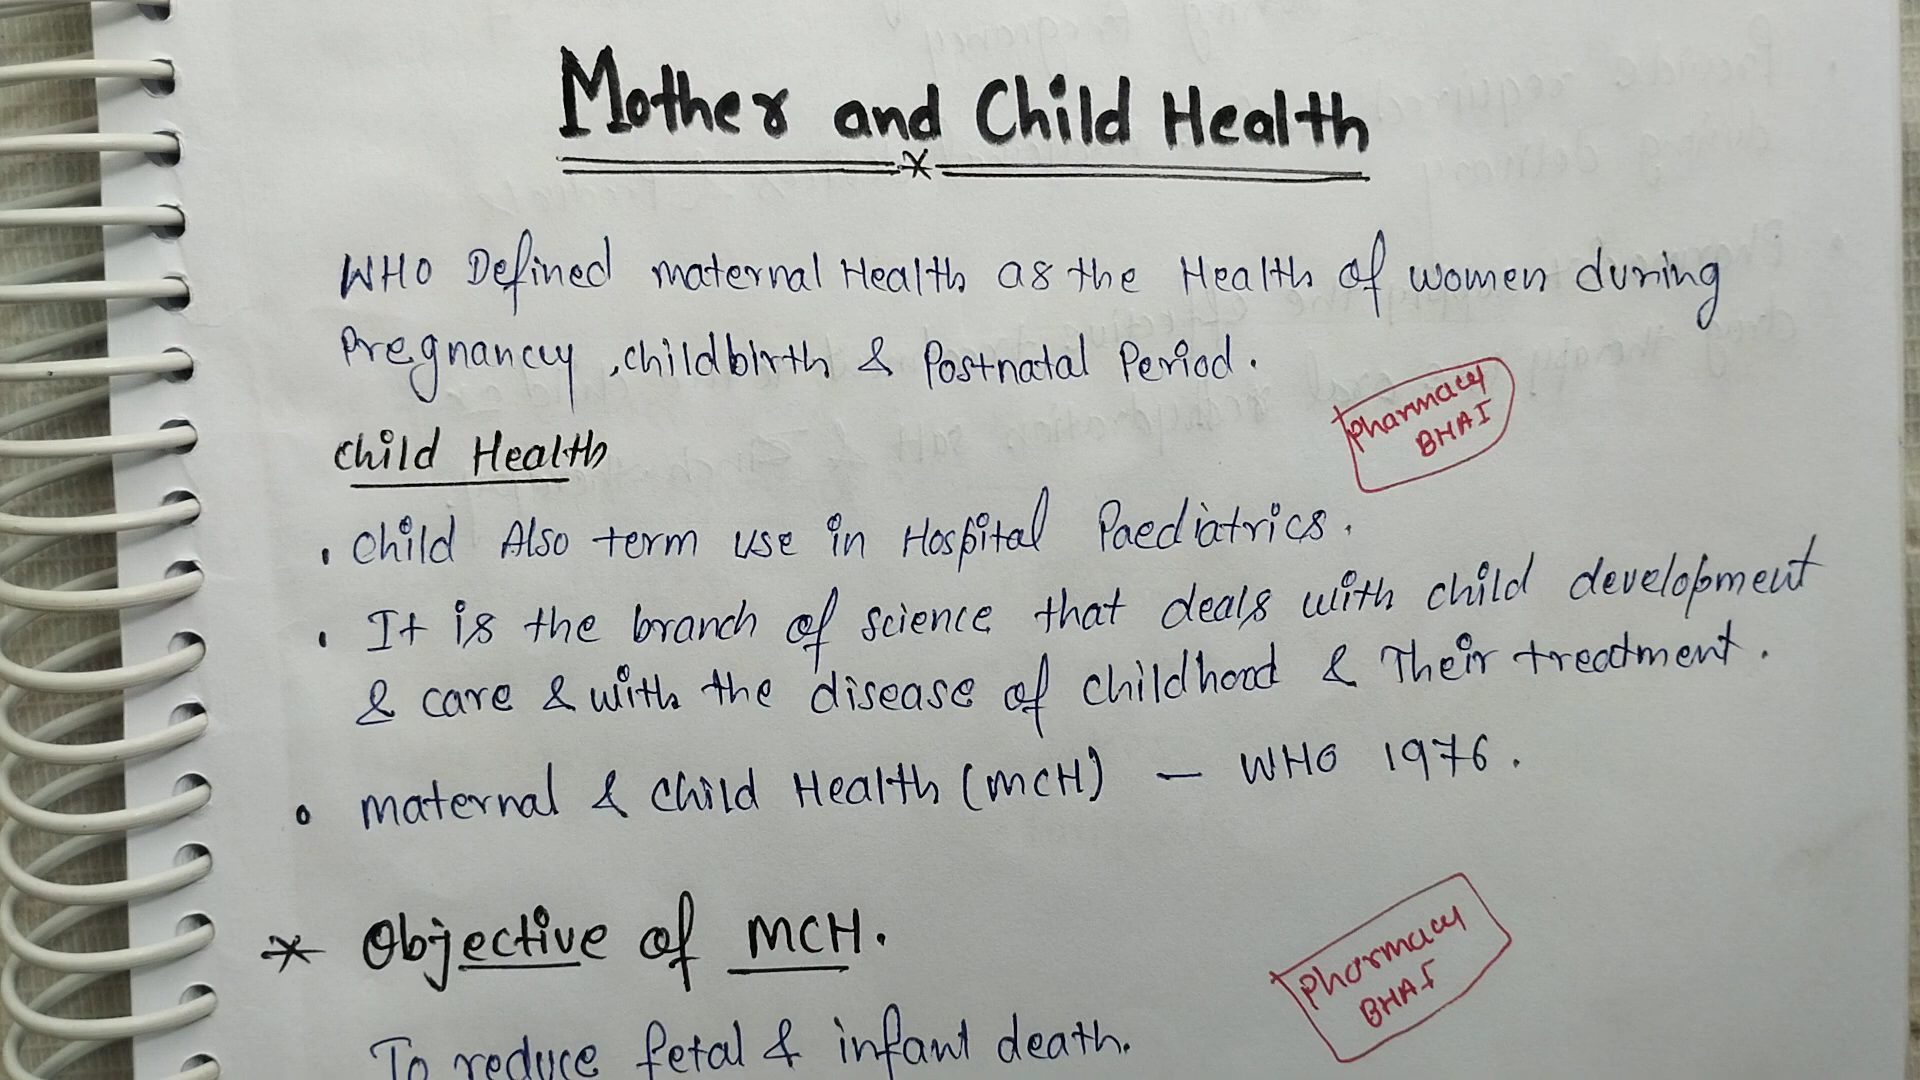 Mother and Child Health
WHO Defined maternal Health as the Health of women during
Pregnancy, childbirth & Postnatal Period.
Pharmacy
BHAI
Child Health
. Child Also term use in Hospital Paediatrics.
. It is the branch of science that deals with child development
& care & with the disease of childhood & Their treatment.
• Maternal & Child Health (MCH) — WHO 1976.
* Objective of MCH.
Pharmacy
BHAI
To reduce fetal & infant death.